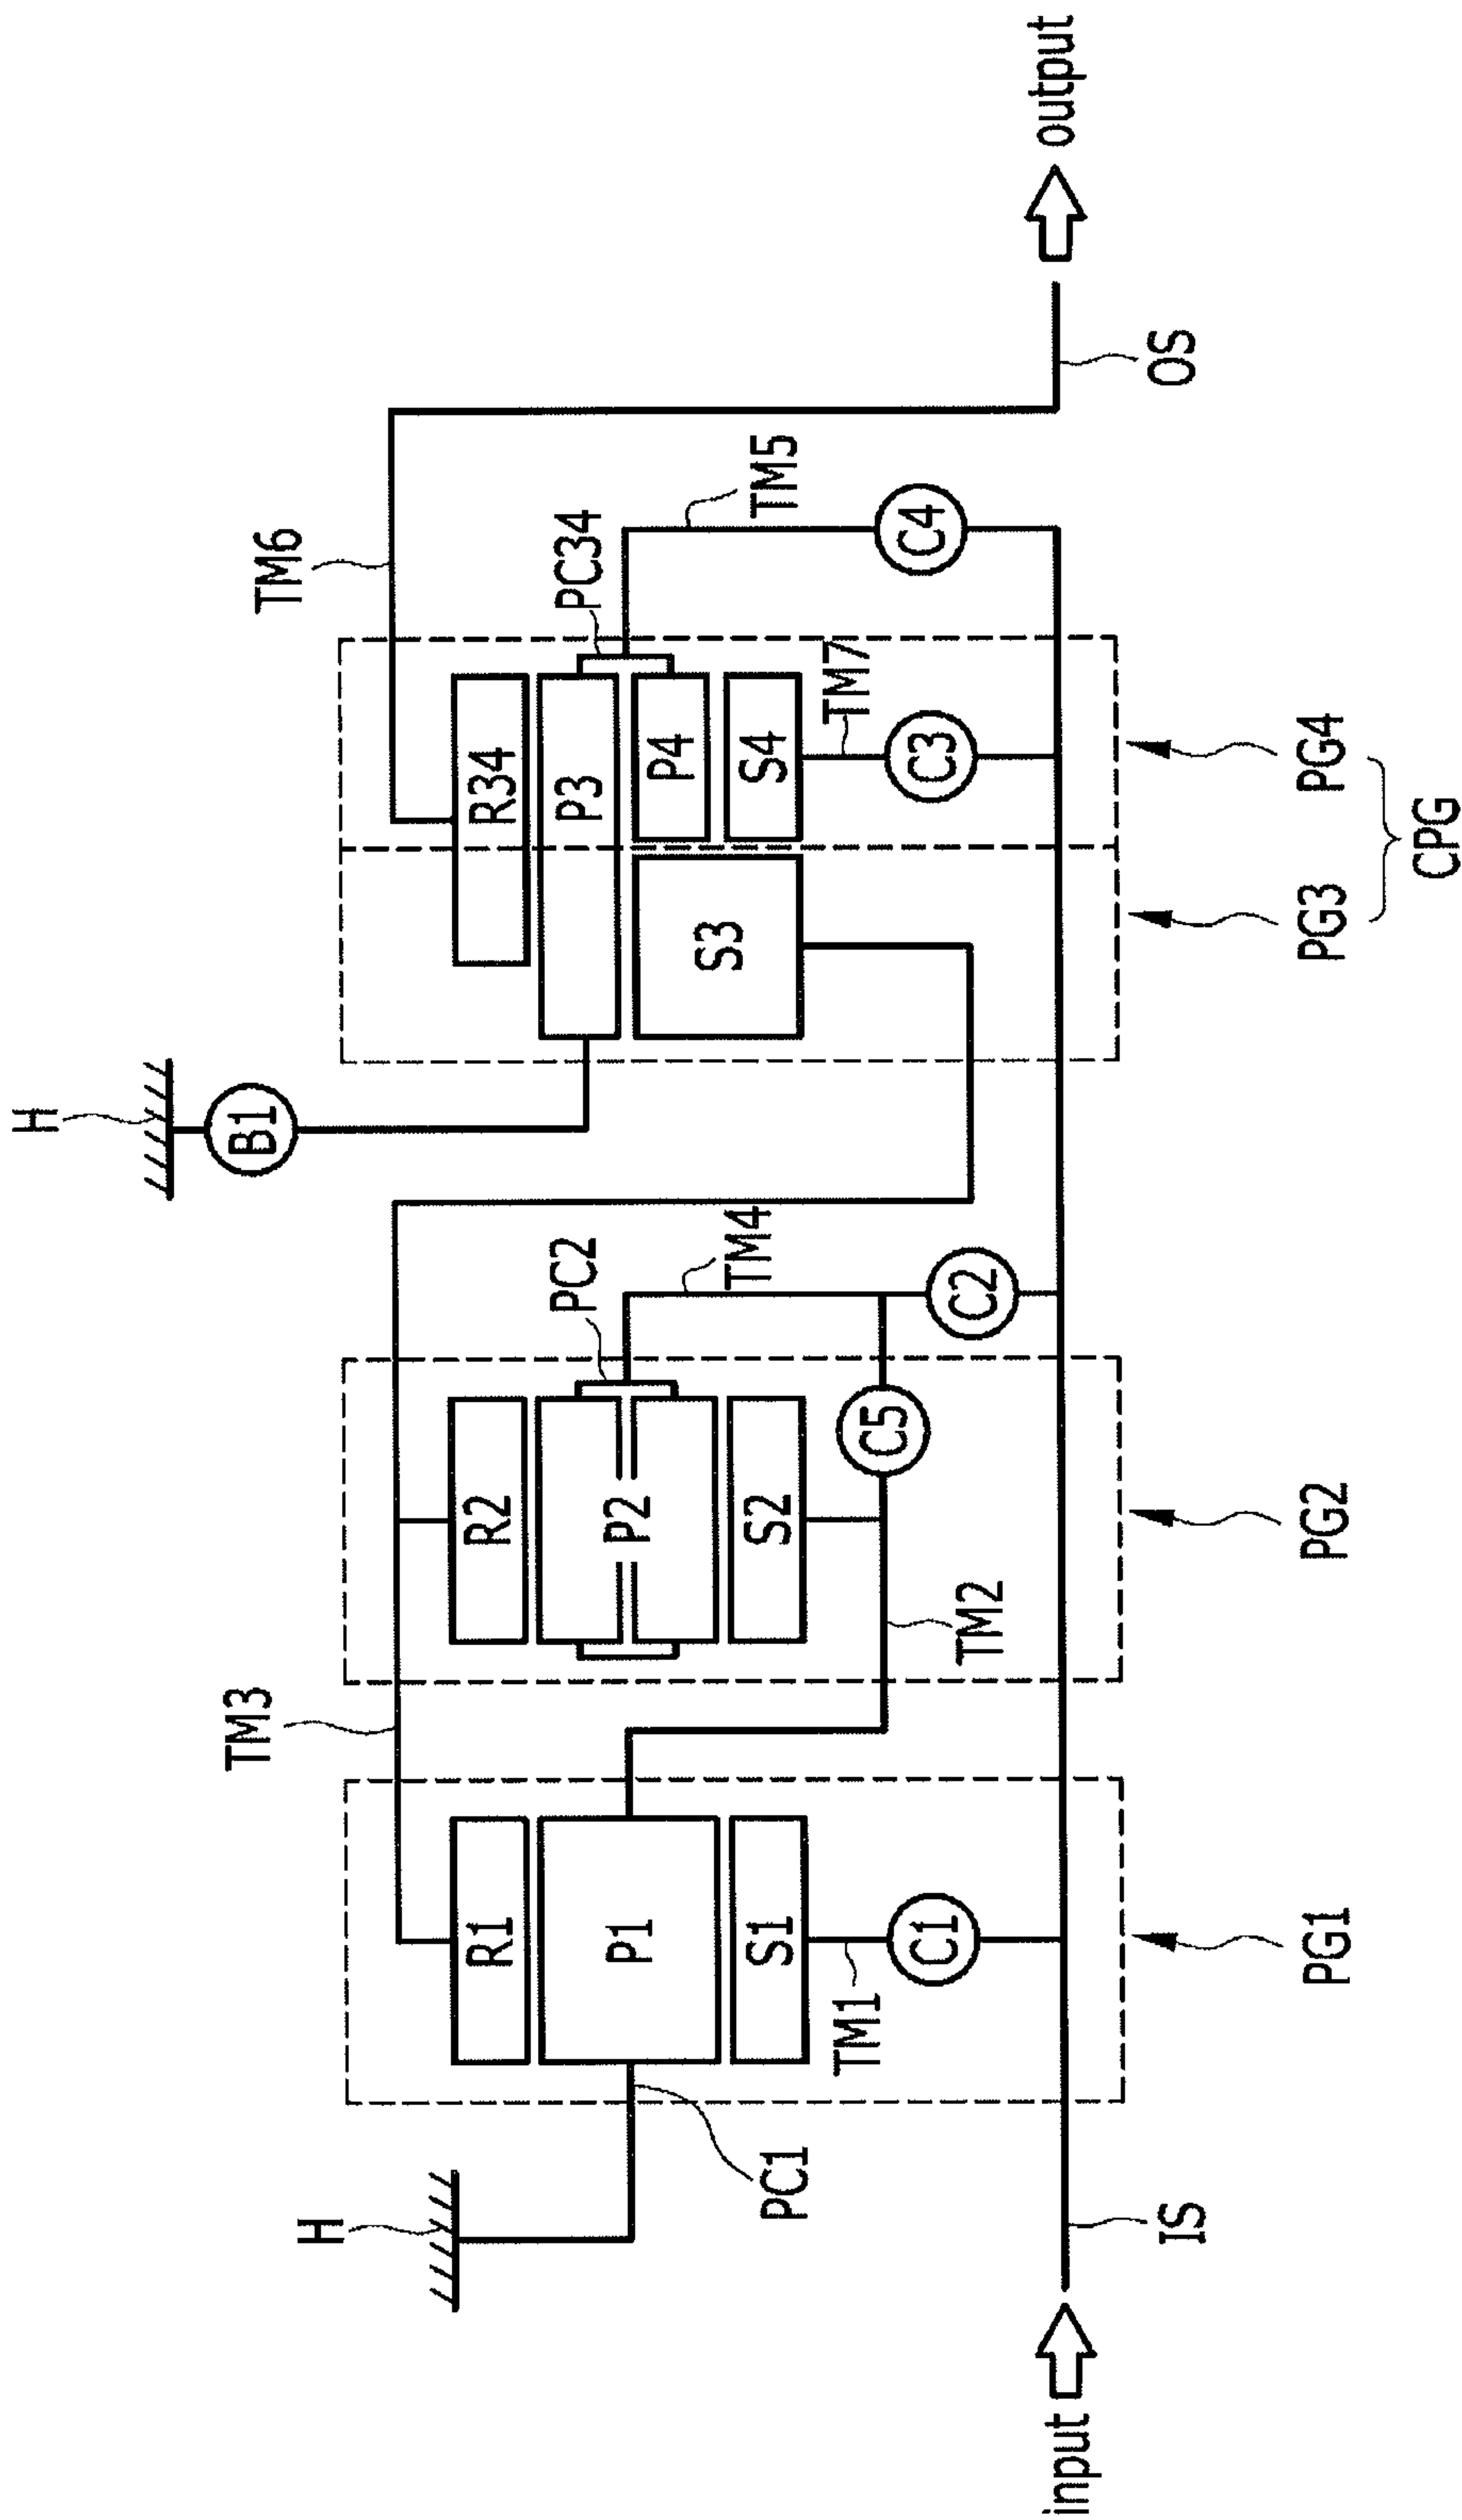 H
H
B1
TM3
TM6
R1
R2
R34
P1
P2
P3
PC2
PC34
P4
S1
S2
S3
S4
PC1
TM4
TM5
TM1
TM7
C5
C1
C3
C4
TM2
C2
input
output
IS
OS
PG1
PG2
PG3
PG4
CPG